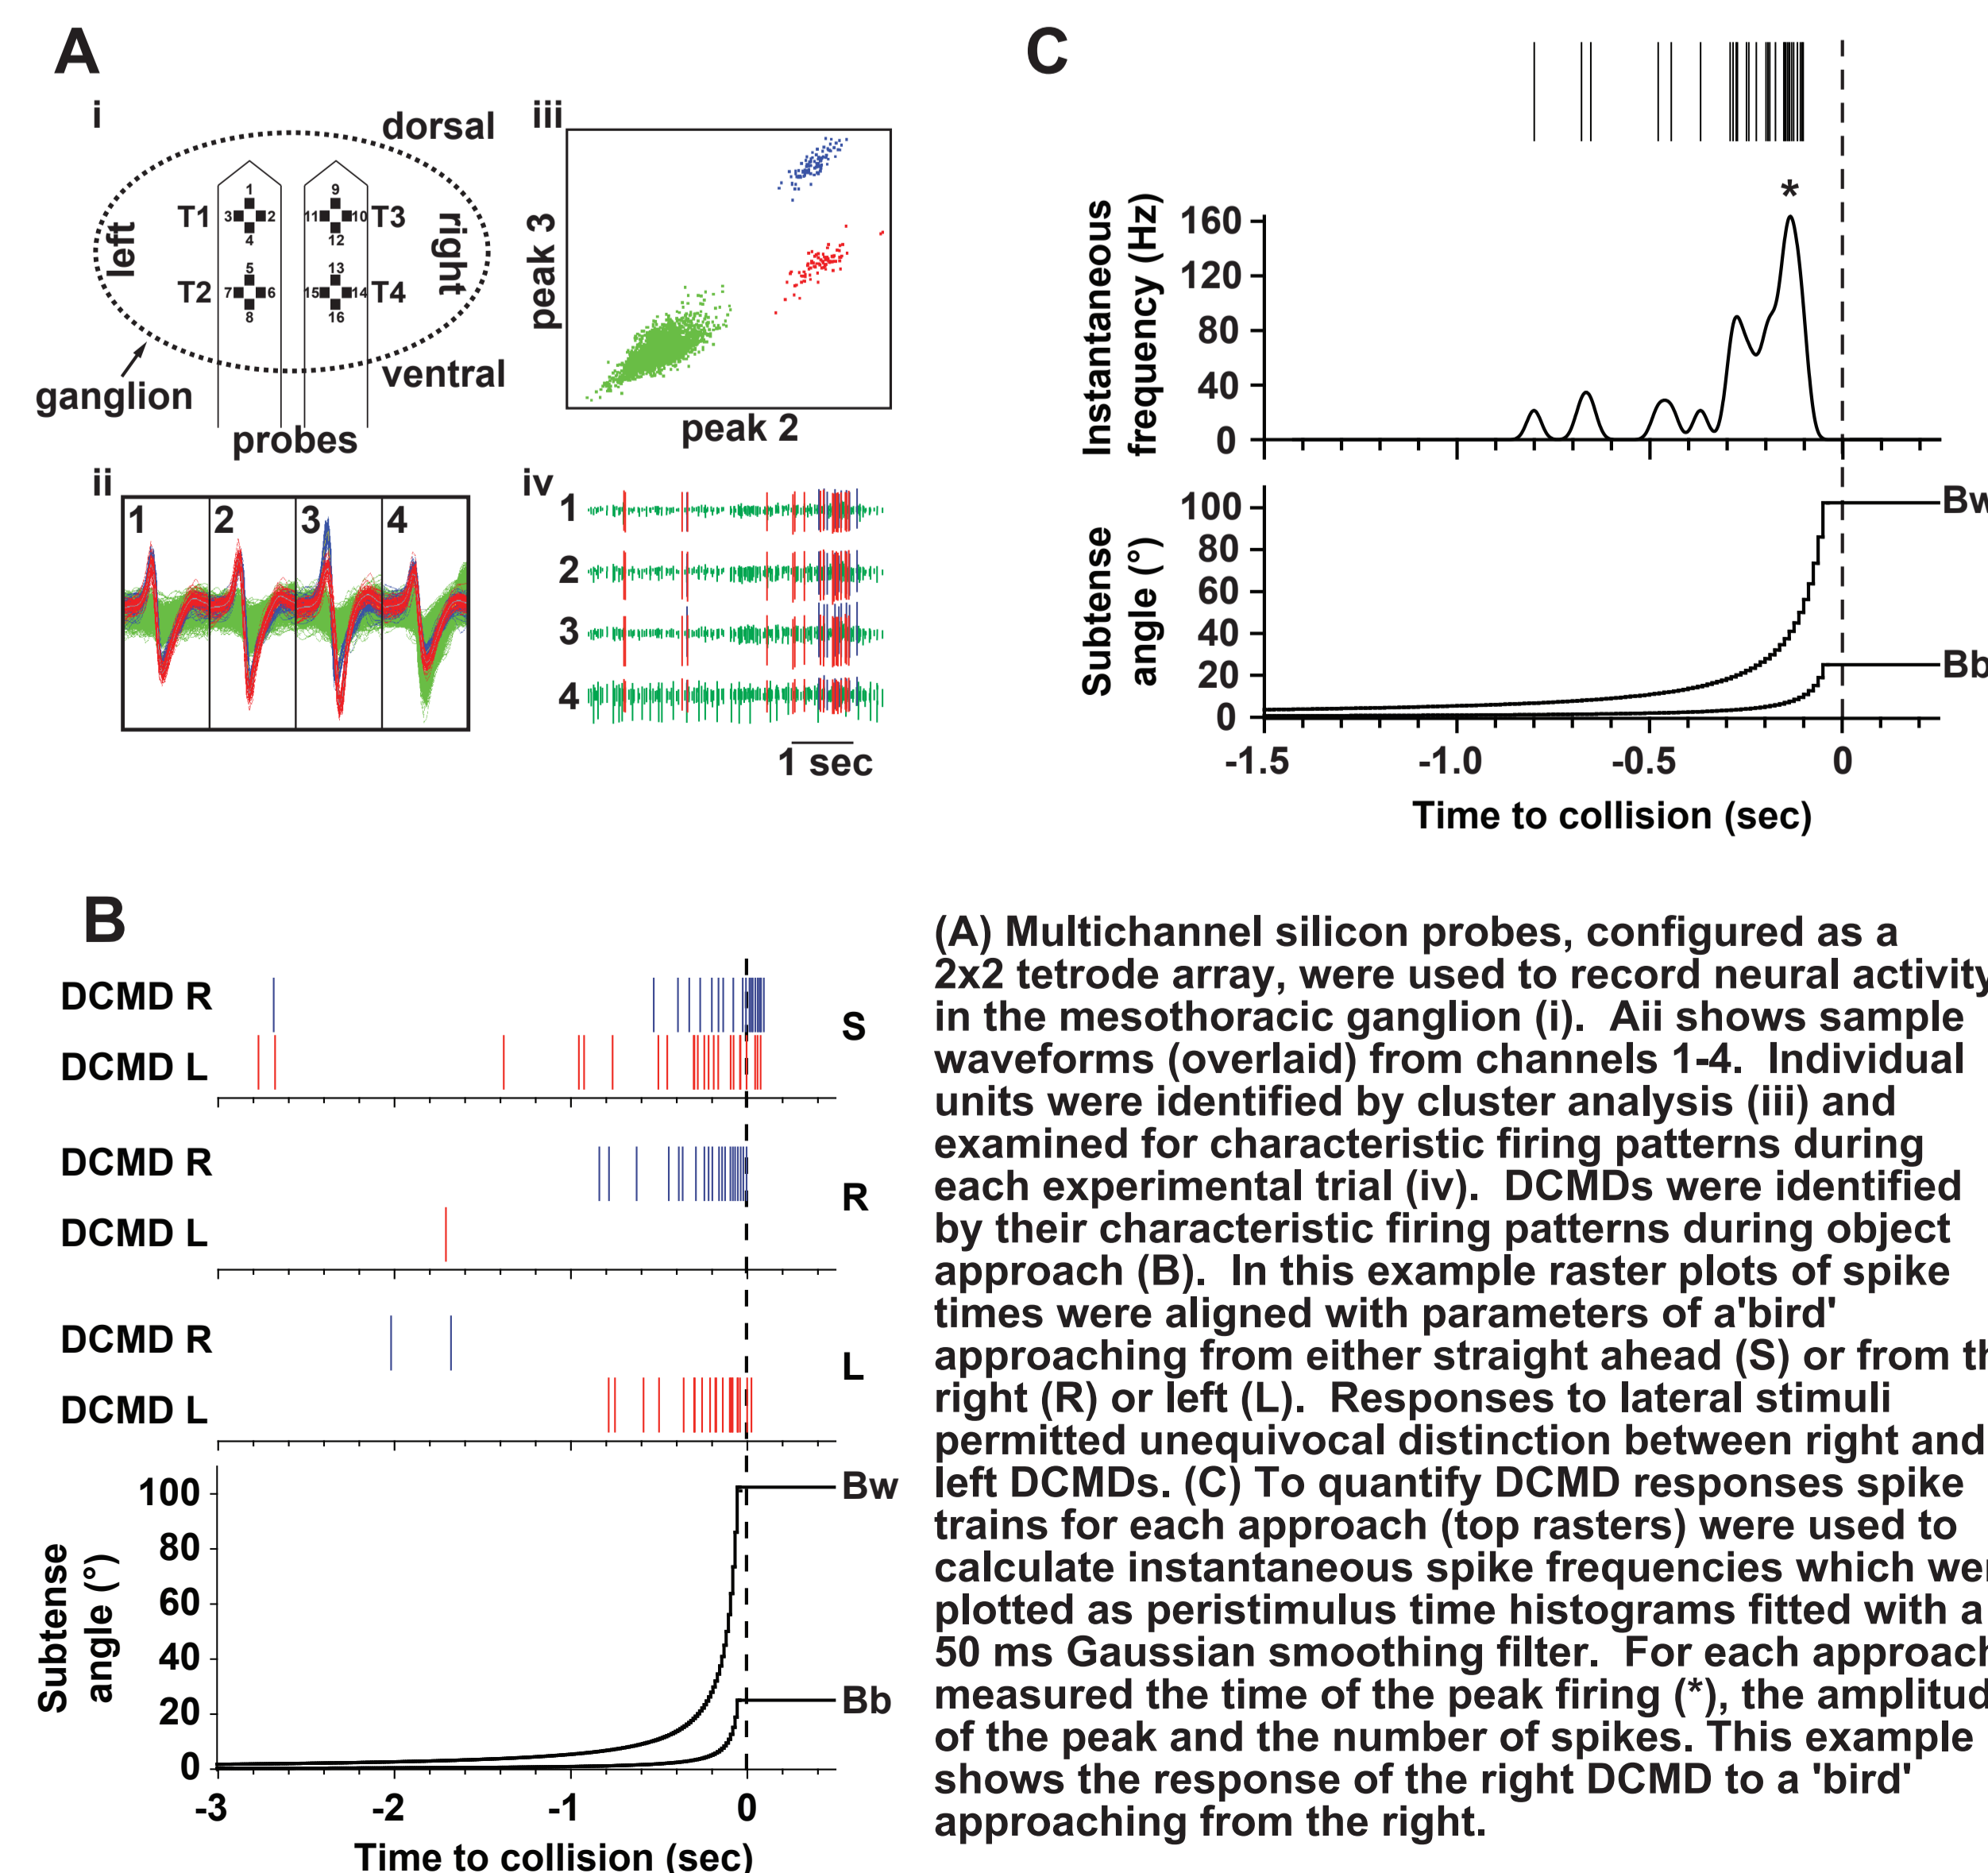 A
i
dorsal
left
right
T1
1
3 2
4
T2
5
7 6
8
9
11 10
12
T3
13
15 14
16
T4
ganglion
ventral
probes
ii
1 2 3 4
iii
peak 3
peak 2
iv
1
2
3
4
1 sec
C
*
Instantaneous
frequency (Hz)
160
120
80
40
0
Subtense
angle (°)
100
80
60
40
20
0
Bw
Bb
-1.5 -1.0 -0.5 0
Time to collision (sec)
B
DCMD R
DCMD L
S
DCMD R
DCMD L
R
DCMD R
DCMD L
L
Subtense
angle (°)
100
80
60
40
20
0
Bw
Bb
-3 -2 -1 0
Time to collision (sec)
(A) Multichannel silicon probes, configured as a
2x2 tetrode array, were used to record neural activity
in the mesothoracic ganglion (i). Aii shows sample
waveforms (overlaid) from channels 1-4. Individual
units were identified by cluster analysis (iii) and
examined for characteristic firing patterns during
each experimental trial (iv). DCMDs were identified
by their characteristic firing patterns during object
approach (B). In this example raster plots of spike
times were aligned with parameters of a'bird'
approaching from either straight ahead (S) or from th
right (R) or left (L). Responses to lateral stimuli
permitted unequivocal distinction between right and
left DCMDs. (C) To quantify DCMD responses spike
trains for each approach (top rasters) were used to
calculate instantaneous spike frequencies which wer
plotted as peristimulus time histograms fitted with a
50 ms Gaussian smoothing filter. For each approach
measured the time of the peak firing (*), the amplitud
of the peak and the number of spikes. This example
shows the response of the right DCMD to a 'bird'
approaching from the right.